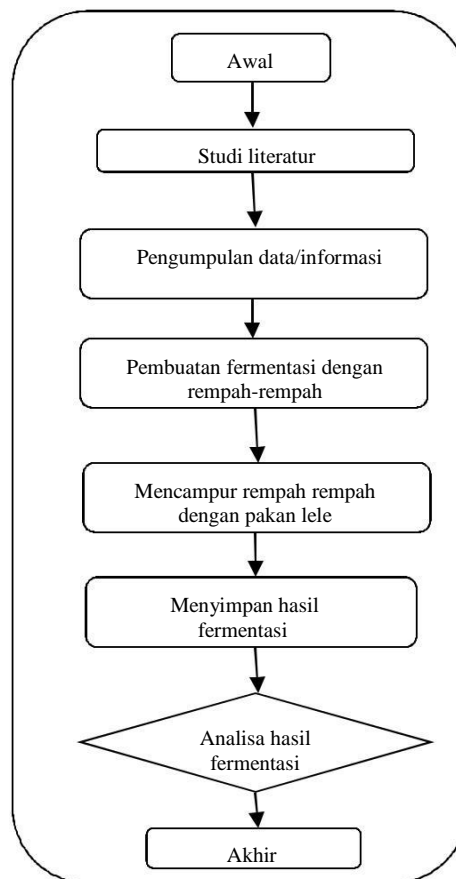 Awal
Studi literatur
Pengumpulan data/informasi
Pembuatan fermentasi dengan
rempah-rempah
Mencampur rempah rempah
dengan pakan lele
Menyimpan hasil
fermentasi
Analisa hasil
fermentasi
Akhir